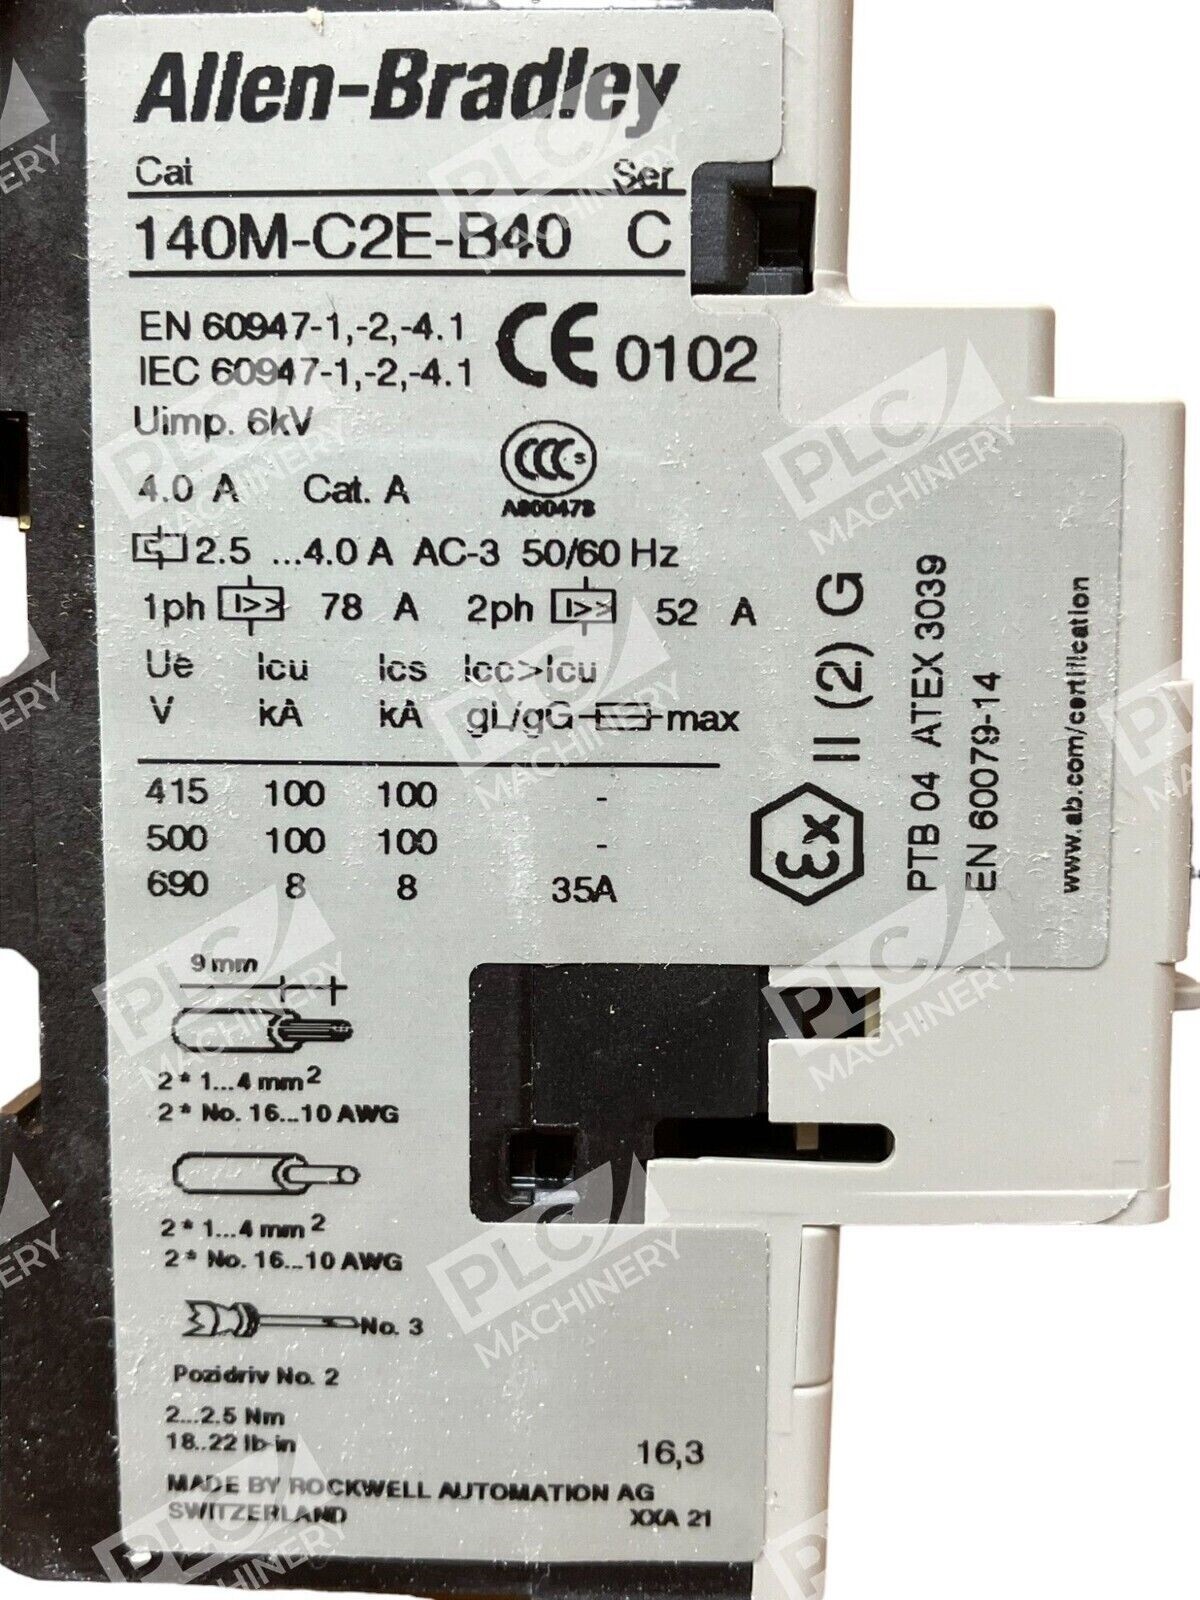 Allen-Bradley
Cat Ser
140M-C2E-B40 C
EN 60947-1,-2,-4.1
IEC 60947-1,-2,-4.1
CE 0102
Uimp. 6kV
CCC S
A600478
4.0 A Cat. A
2.5 ...4.0 A AC-3 50/60 Hz
1ph I>> 78 A 2ph I>> 52 A
Ue Icu Ics Icc>Icu
V kA kA gL/gG max
415 100 100 -
500 100 100 -
690 8 8 35A
9 mm
2 * 1...4 mm2
2 * No. 16...10 AWG
2 * 1...4 mm2
2 * No. 16...10 AWG
No. 3
Pozidriv No. 2
2...2.5 Nm
18..22 lb-in
16,3
MADE BY ROCKWELL AUTOMATION AG
SWITZERLAND XXA 21
Ex II (2) G
PTB 04 ATEX 3039
EN 60079-14
www.ab.com/certification
PLC MACHINERY